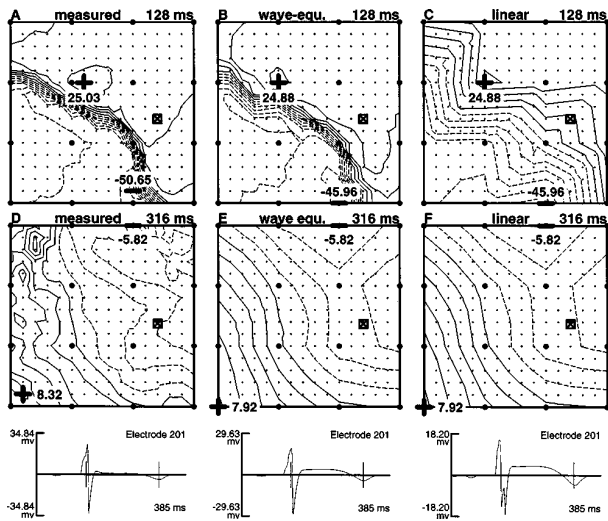 A measured 128 ms
B wave-equ. 128 ms
C linear 128 ms
25.03
24.88
24.88
-50.65
-45.96
-45.96
D measured 316 ms
E wave equ. 316 ms
F linear 316 ms
-5.82
-5.82
-5.82
8.32
7.92
7.92
34.84
mv
Electrode 201
-34.84
mv
385 ms
29.63
mv
Electrode 201
-29.63
mv
385 ms
18.20
mv
Electrode 201
-18.20
mv
385 ms